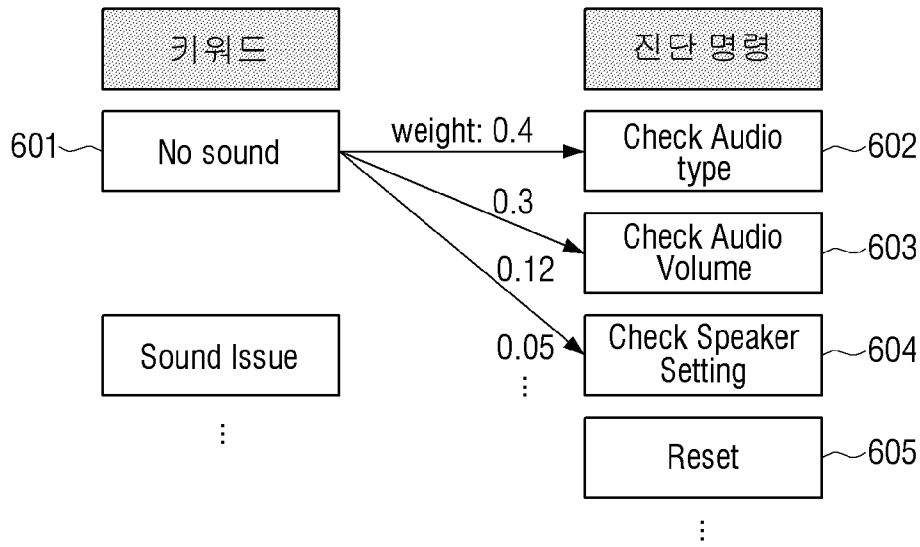 키워드
진단 명령
601
No sound
weight: 0.4
Check Audio
type
602
0.3
Check Audio
Volume
603
0.12
Sound Issue
0.05
Check Speaker
Setting
604
Reset
605